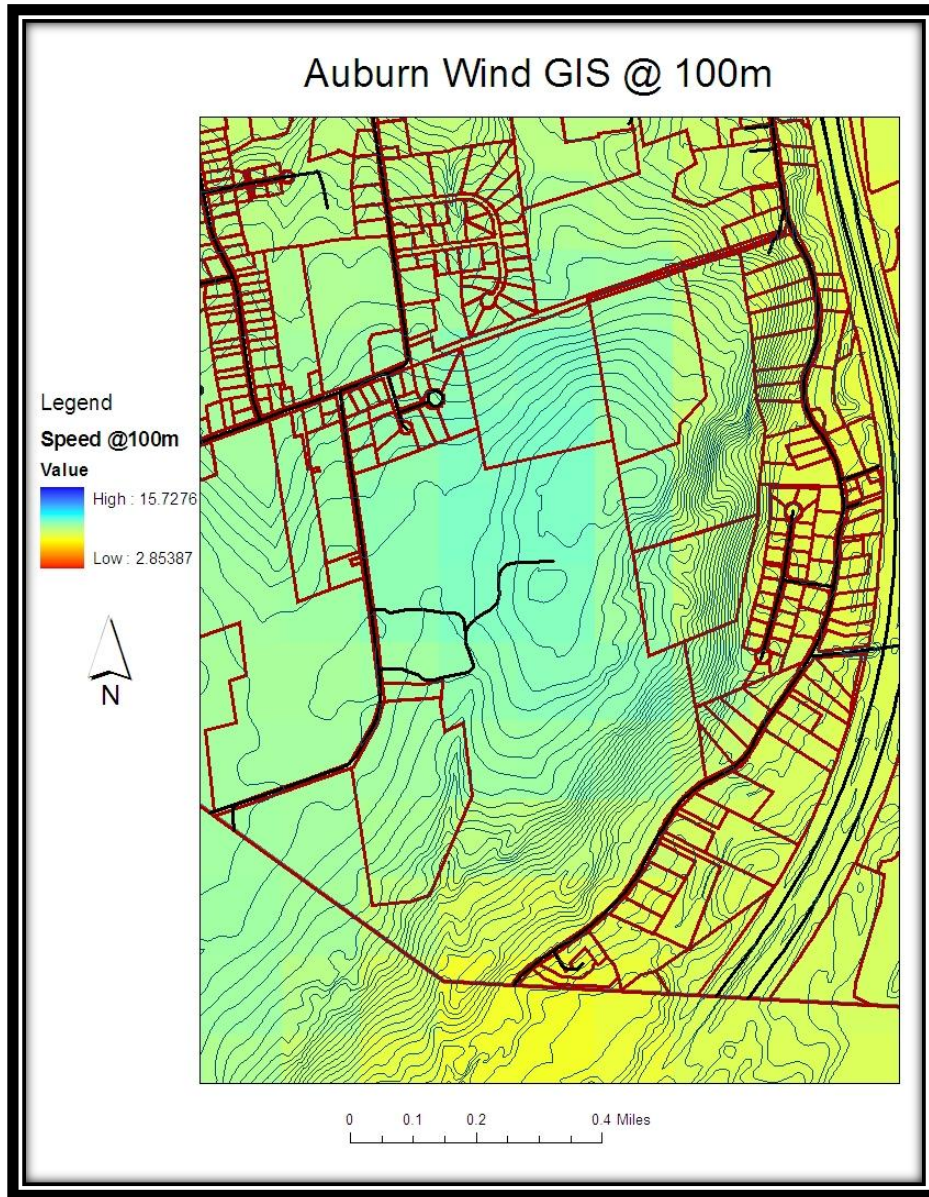 Auburn Wind GIS @ 100m
Legend
Speed @100m
Value
High : 15.7276
Low : 2.85387
N
0 0.1 0.2 0.4 Miles